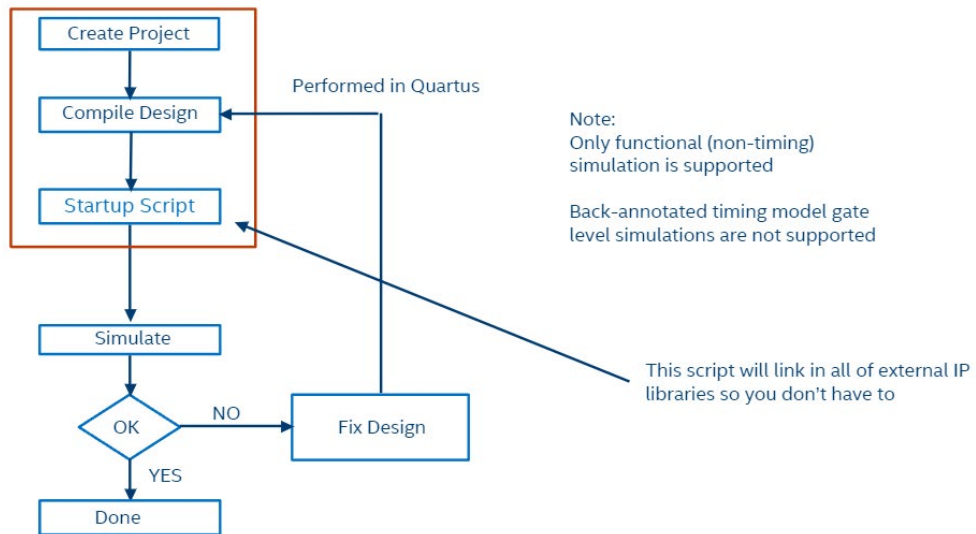 Create Project
Performed in Quartus
Compile Design
Note:
Only functional (non-timing)
simulation is supported
Startup Script
Back-annotated timing model gate
level simulations are not supported
Simulate
This script will link in all of external IP
libraries so you don't have to
OK
NO
Fix Design
YES
Done